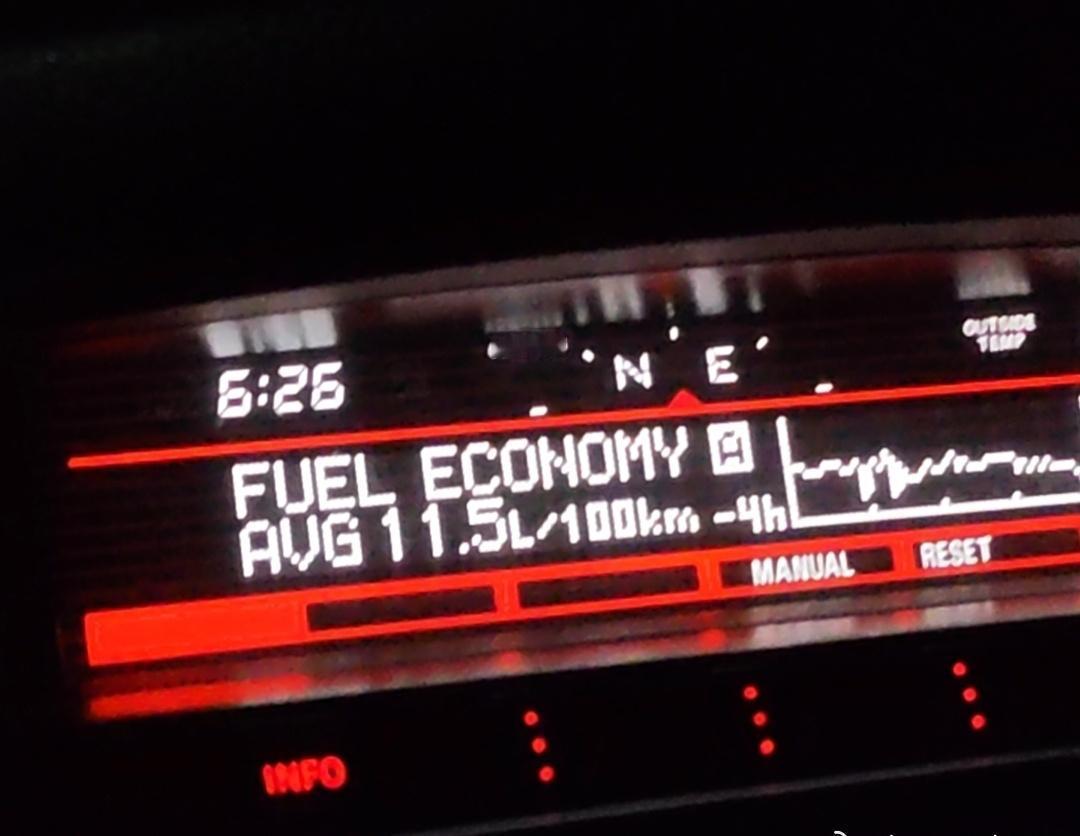 6:26
N E
OUTSIDE
TEMP
FUEL ECONOMY A
AVG 11.5L/100km -4h
MANUAL RESET
INFO